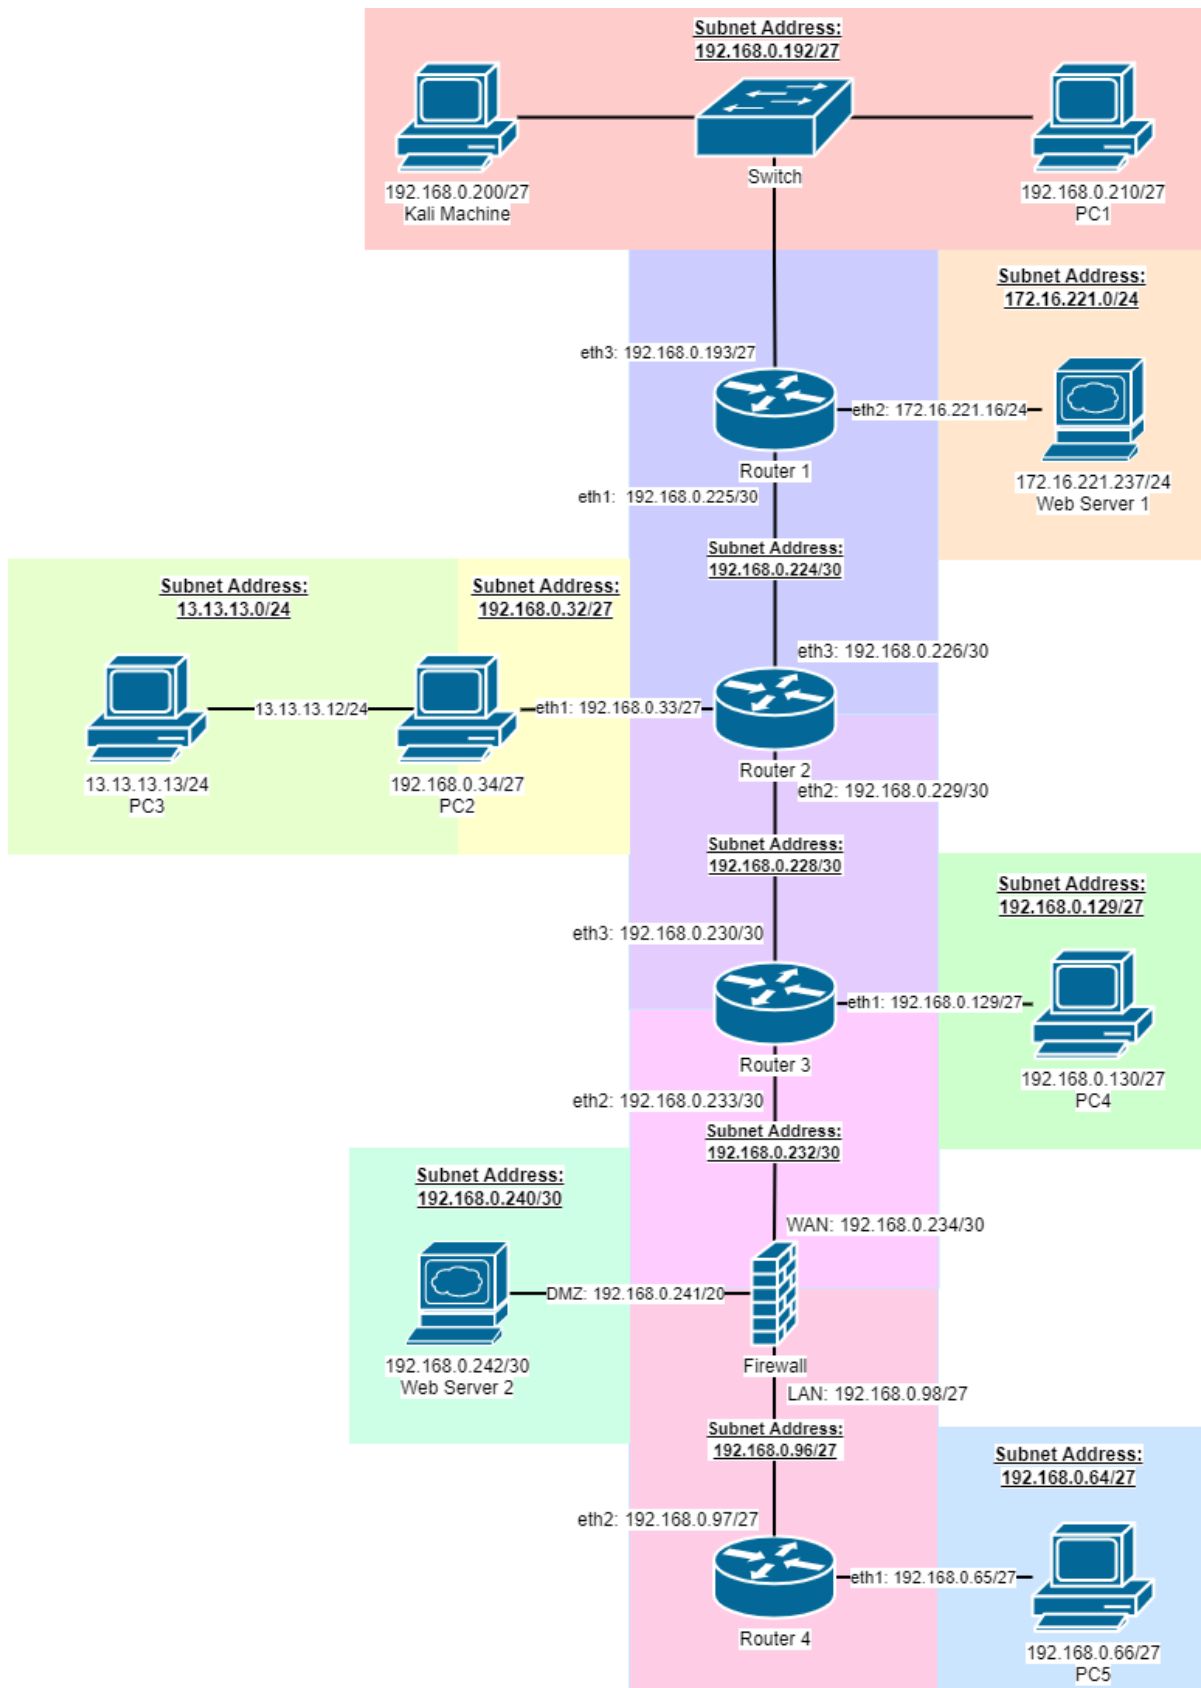 Subnet Address:
192.168.0.192/27
192.168.0.200/27
Kali Machine
Switch
192.168.0.210/27
PC1
Subnet Address:
172.16.221.0/24
eth3: 192.168.0.193/27
eth2: 172.16.221.16/24
Router 1
172.16.221.237/24
Web Server 1
eth1:  192.168.0.225/30
Subnet Address:
192.168.0.224/30
Subnet Address:
13.13.13.0/24
Subnet Address:
192.168.0.32/27
eth3: 192.168.0.226/30
13.13.13.12/24
eth1: 192.168.0.33/27
13.13.13.13/24
PC3
192.168.0.34/27
PC2
Router 2
eth2: 192.168.0.229/30
Subnet Address:
192.168.0.228/30
Subnet Address:
192.168.0.129/27
eth3: 192.168.0.230/30
eth1: 192.168.0.129/27
Router 3
192.168.0.130/27
PC4
eth2: 192.168.0.233/30
Subnet Address:
192.168.0.232/30
Subnet Address:
192.168.0.240/30
WAN: 192.168.0.234/30
DMZ: 192.168.0.241/20
192.168.0.242/30
Web Server 2
Firewall
LAN: 192.168.0.98/27
Subnet Address:
192.168.0.96/27
Subnet Address:
192.168.0.64/27
eth2: 192.168.0.97/27
eth1: 192.168.0.65/27
Router 4
192.168.0.66/27
PC5